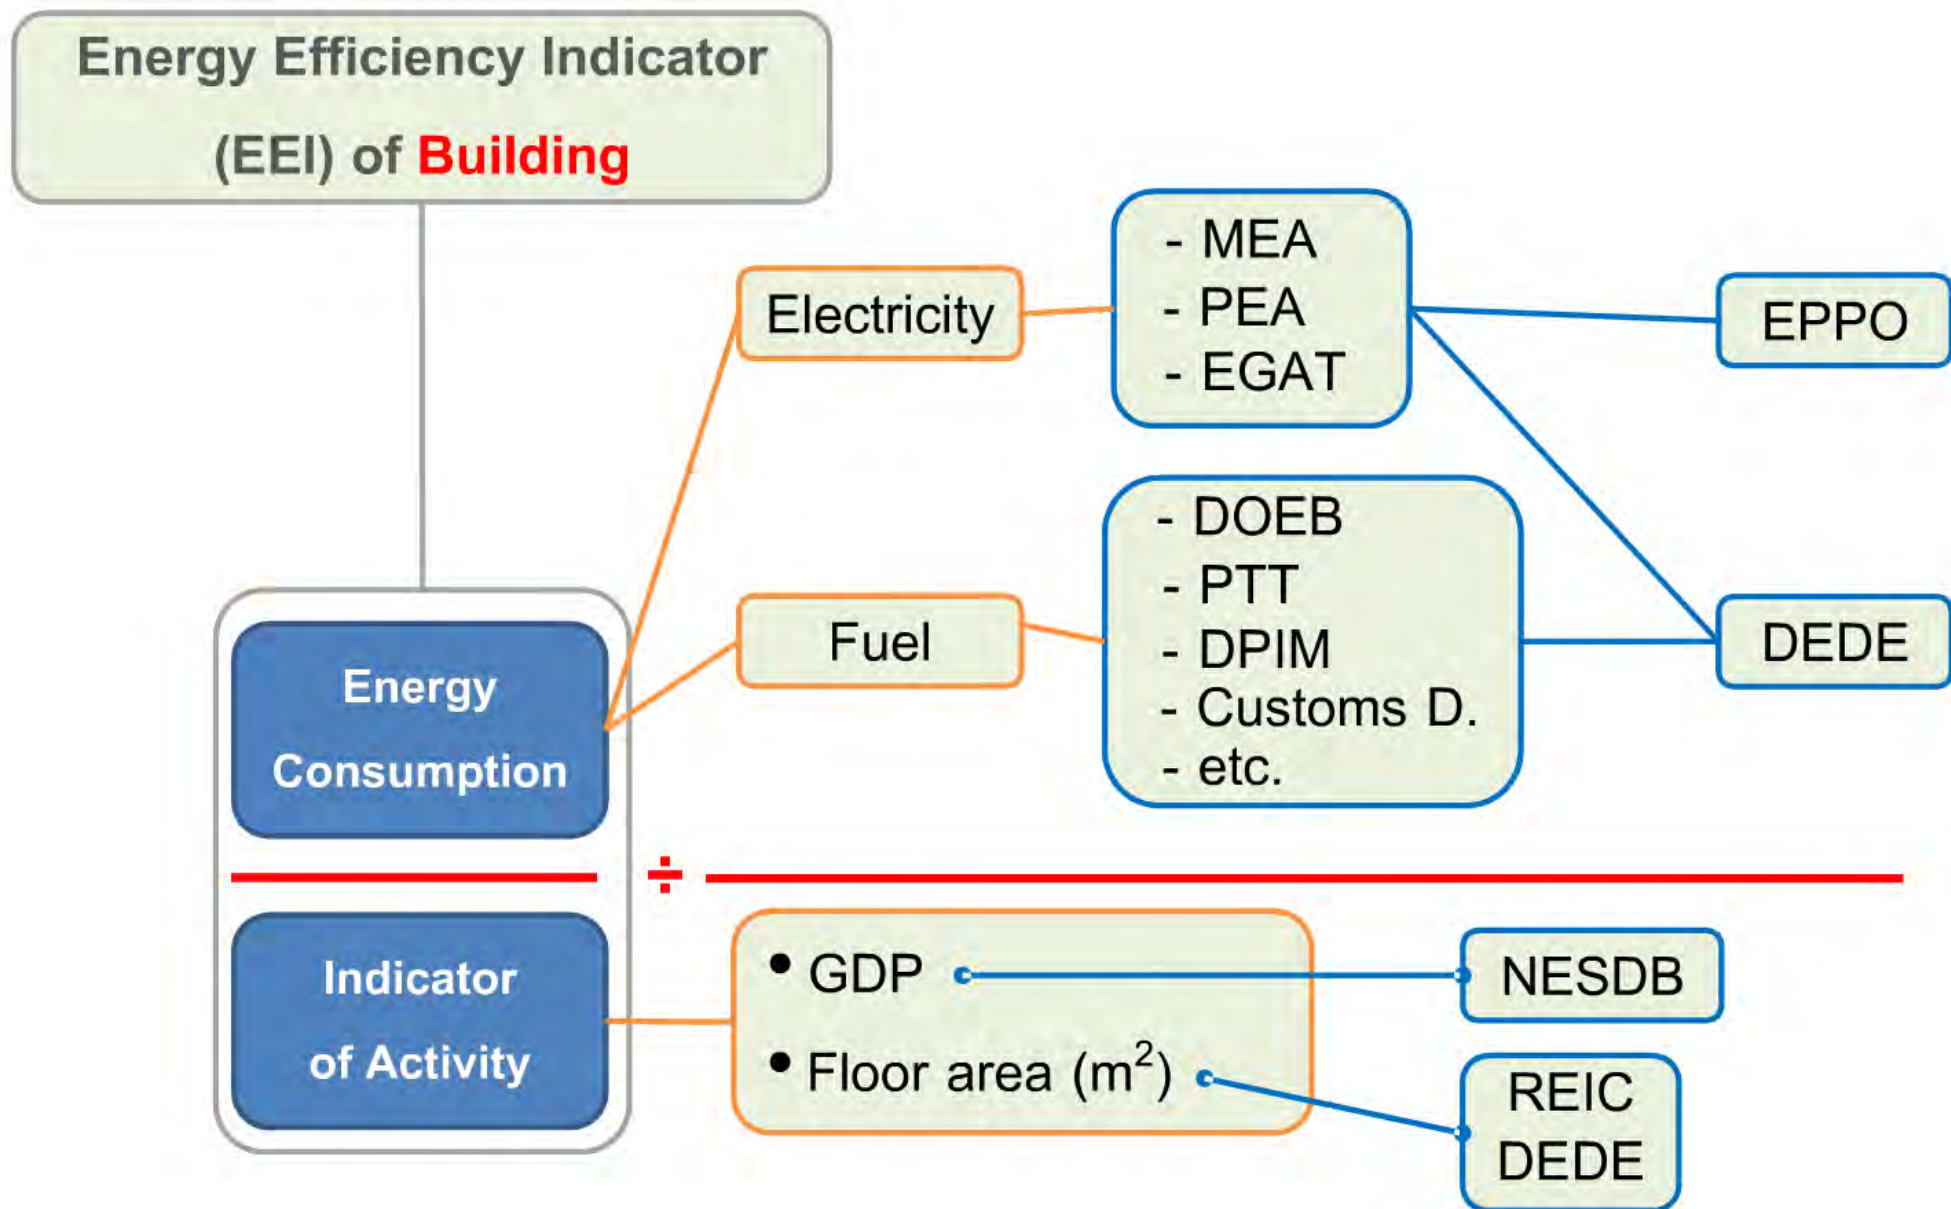 Energy Efficiency Indicator
(EEI) of Building
Electricity
- MEA
- PEA
- EGAT
EPPO
Fuel
- DOEB
- PTT
- DPIM
- Customs D.
- etc.
DEDE
Energy
Consumption
÷
Indicator
of Activity
• GDP
• Floor area (m²)
NESDB
REIC
DEDE